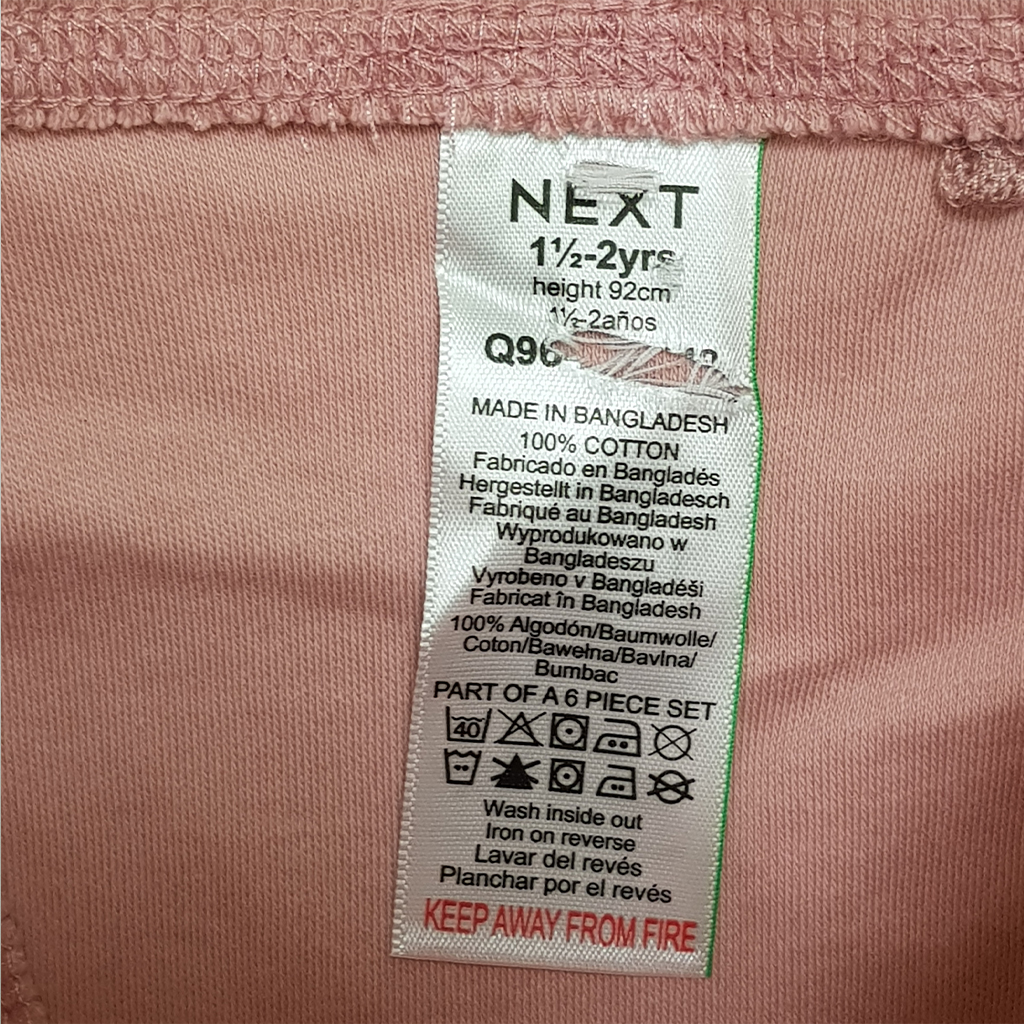 NEXT
1½-2yrs
height 92cm
1½-2años
MADE IN BANGLADESH
100% COTTON
Fabricado en Bangladés
Hergestellt in Bangladesch
Fabriqué au Bangladesh
Wyprodukowano w
Bangladeszu
Vyrobeno v Bangladéši
Fabricat în Bangladesh
100% Algodón/Baumwolle/
Coton/Bawełna/Bavlna/
Bumbac
PART OF A 6 PIECE SET
40
Wash inside out
Iron on reverse
Lavar del revés
Planchar por el revés
KEEP AWAY FROM FIRE